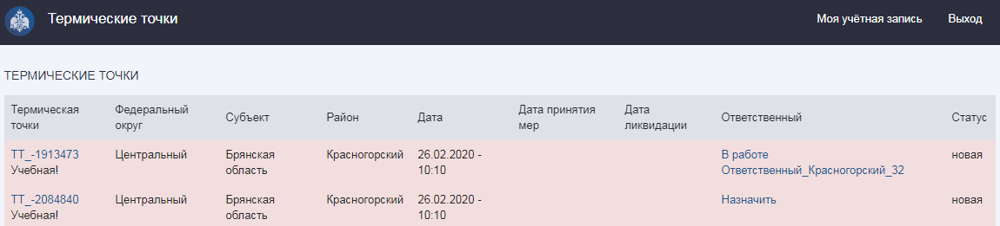 Термические точки
Моя учётная запись
Выход
ТЕРМИЧЕСКИЕ ТОЧКИ
Термическая точки
Федеральный округ
Субъект
Район
Дата
Дата принятия мер
Дата ликвидации
Ответственный
Статус
ТТ_-1913473 Учебная!
Центральный
Брянская область
Красногорский
26.02.2020 - 10:10
В работе
Ответственный_Красногорский_32
новая
ТТ_-2084840 Учебная!
Центральный
Брянская область
Красногорский
26.02.2020 - 10:10
Назначить
новая